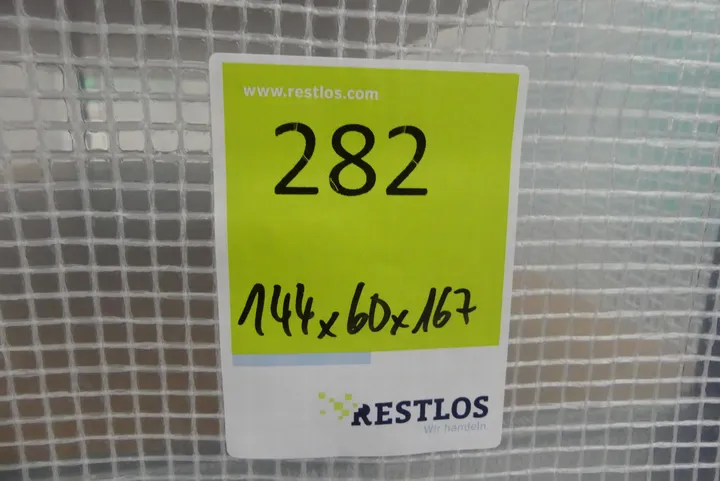 www.restlos.com
282
144x60x167
RESTLOS
Wir handeln.